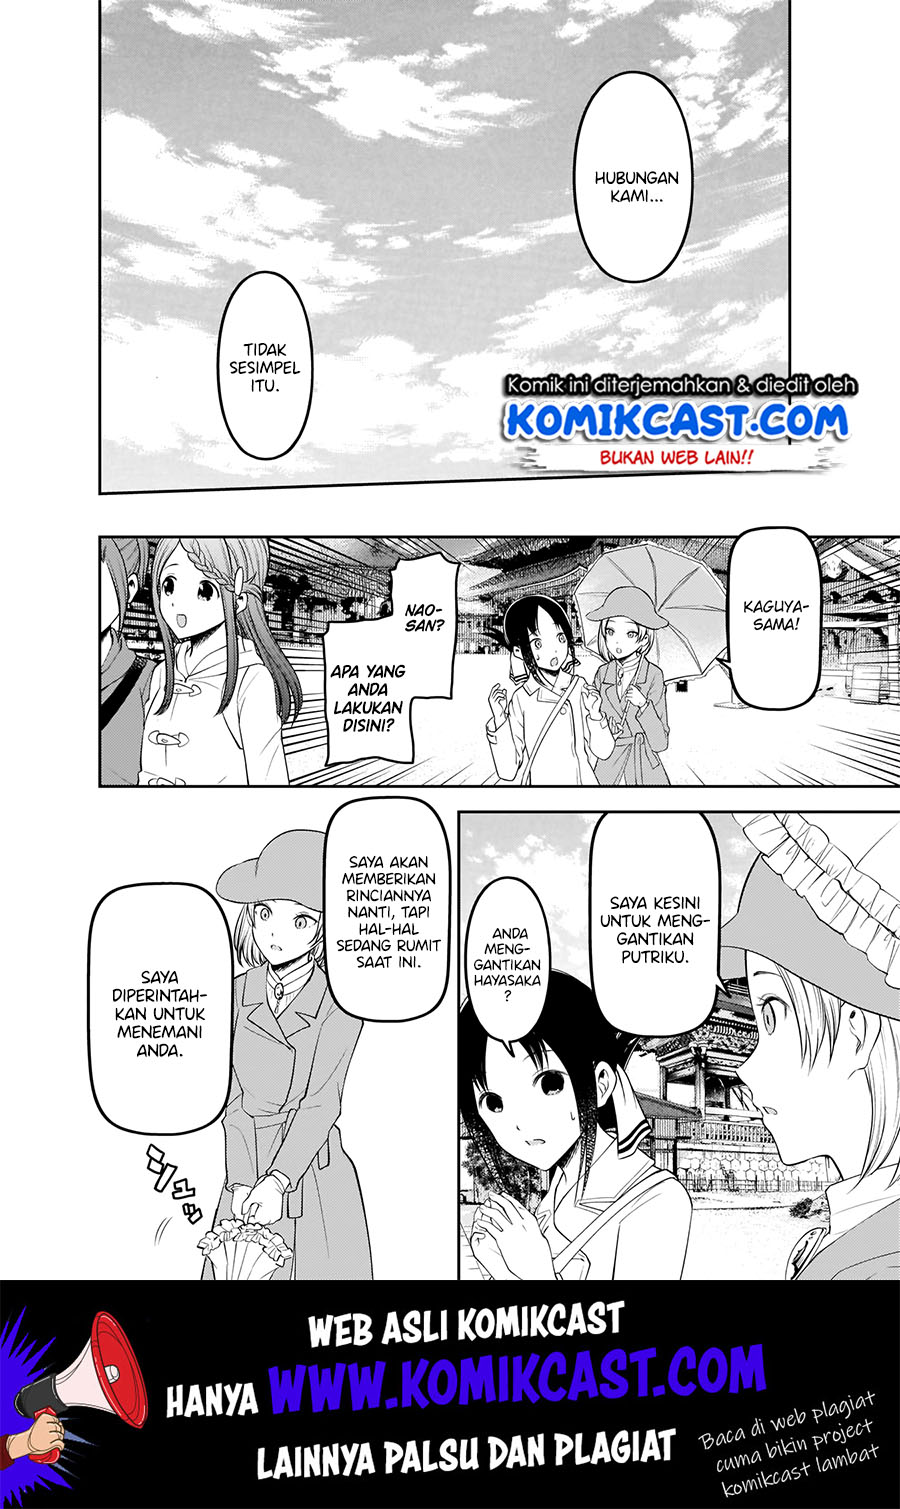 HUBUNGAN
KAMI...
TIDAK
SESIMPEL
ITU.
Komik ini diterjemahkan & diedit oleh
KOMIKCAST.COM
BUKAN WEB LAIN!!
KAGUYA-
SAMA!
NAO-
SAN?
APA YANG
ANDA
LAKUKAN
DISINI?
SAYA KESINI
UNTUK MENG-
GANTIKAN
PUTRIKU.
ANDA
MENG-
GANTIKAN
HAYASAKA
?
SAYA AKAN
MEMBERIKAN
RINCIANNYA
NANTI, TAPI
HAL-HAL
SEDANG RUMIT
SAAT INI.
SAYA
DIPERINTAH-
KAN UNTUK
MENEMANI
ANDA.
シュッ
WEB ASLI KOMIKCAST
HANYA WWW.KOMIKCAST.COM
LAINNYA PALSU DAN PLAGIAT
Baca di web plagiat
cuma bikin project
komikcast lambat